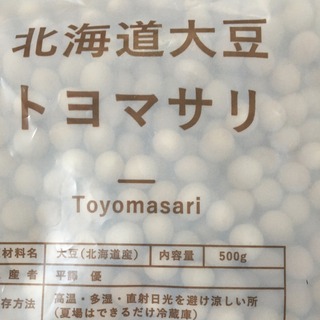 北海道大豆
トヨマサリ
Toyomasari
材料名 大豆(北海道産) 内容量 500g
産者 平譯 優
存方法 高温・多湿・直射日光を避け涼しい所
(夏場はできるだけ冷蔵庫)